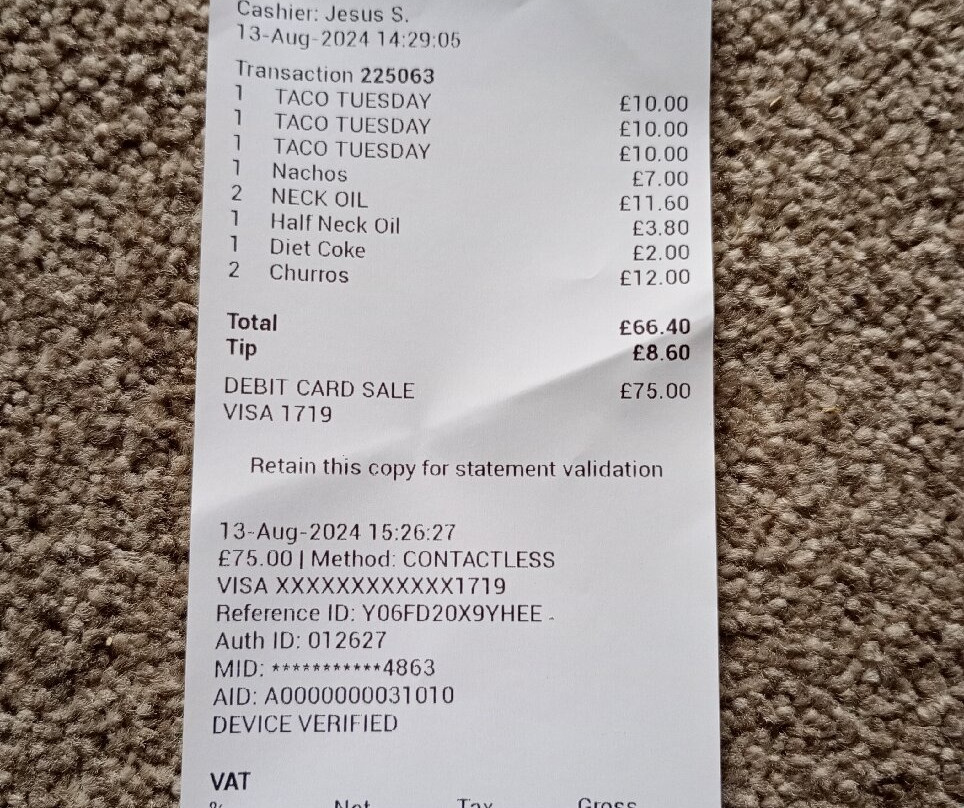 Cashier: Jesus S.
13-Aug-2024 14:29:05
Transaction 225063
1 TACO TUESDAY £10.00
1 TACO TUESDAY £10.00
1 TACO TUESDAY £10.00
1 Nachos £7.00
2 NECK OIL £11.60
1 Half Neck Oil £3.80
1 Diet Coke £2.00
2 Churros £12.00
Total £66.40
Tip £8.60
DEBIT CARD SALE £75.00
VISA 1719
Retain this copy for statement validation
13-Aug-2024 15:26:27
£75.00 | Method: CONTACTLESS
VISA XXXXXXXXXXXX1719
Reference ID: Y06FD20X9YHEE
Auth ID: 012627
MID: ***********4863
AID: A0000000031010
DEVICE VERIFIED
VAT
% Net Tax Gross